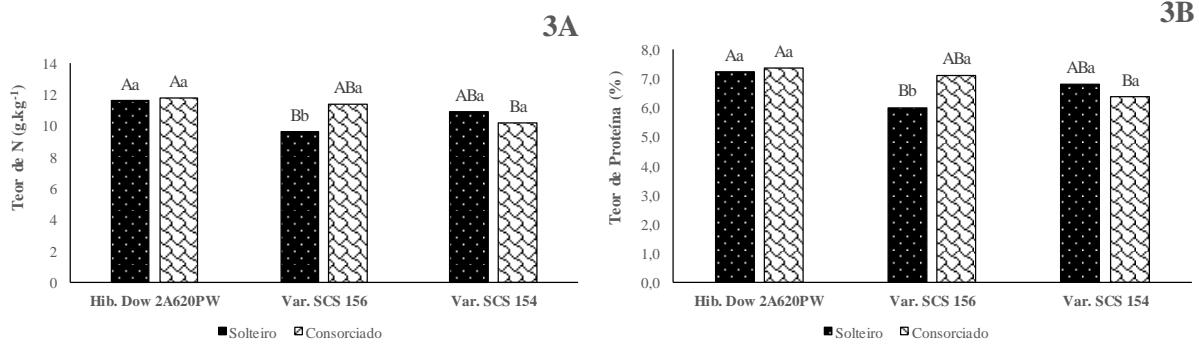 3A
Teor de N (g.kg⁻¹)
14
12
10
8
6
4
2
0
Aa Aa
Bb ABa
ABa Ba
Hib. Dow 2A620PW Var. SCS 156 Var. SCS 154
Solteiro Consorciado
3B
Teor de Proteína (%)
8,0
7,0
6,0
5,0
4,0
3,0
2,0
1,0
0,0
Aa Aa
Bb ABa
ABa Ba
Hib. Dow 2A620PW Var. SCS 156 Var. SCS 154
Solteiro Consorciado